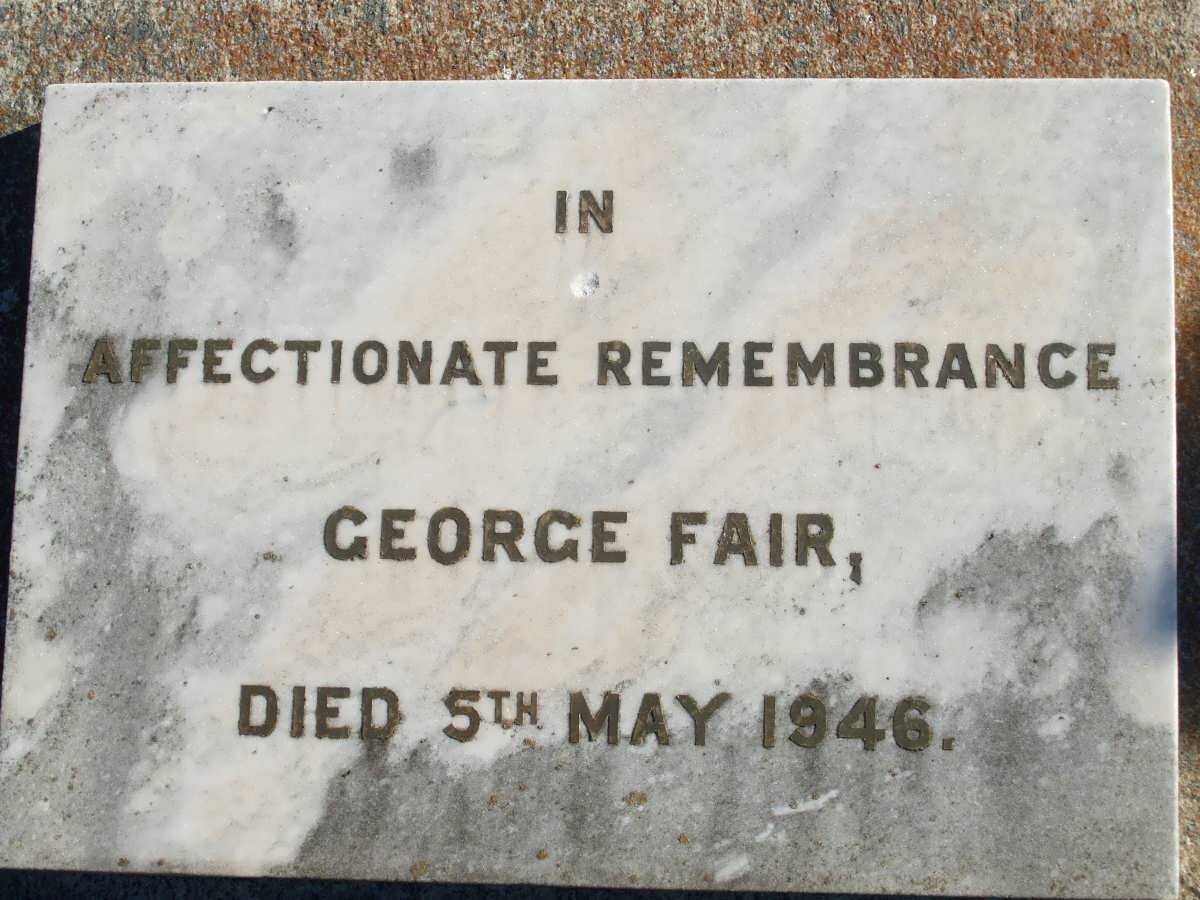 IN
AFFECTIONATE REMEMBRANCE
GEORGE FAIR,
DIED 5TH MAY 1946.